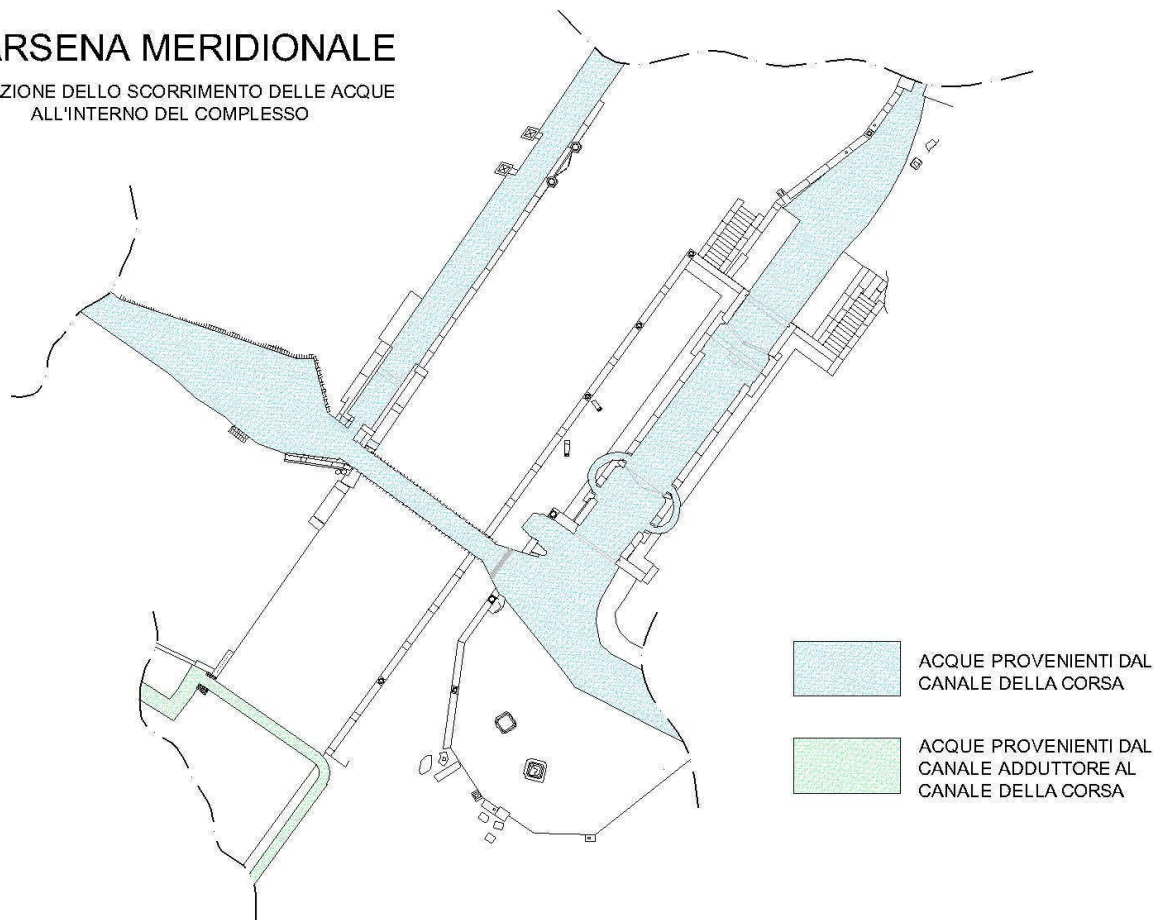 ARSENA MERIDIONALE
ZIONE DELLO SCORRIMENTO DELLE ACQUE
ALL'INTERNO DEL COMPLESSO
ACQUE PROVENIENTI DAL
CANALE DELLA CORSA
ACQUE PROVENIENTI DAL
CANALE ADDUTTORE AL
CANALE DELLA CORSA